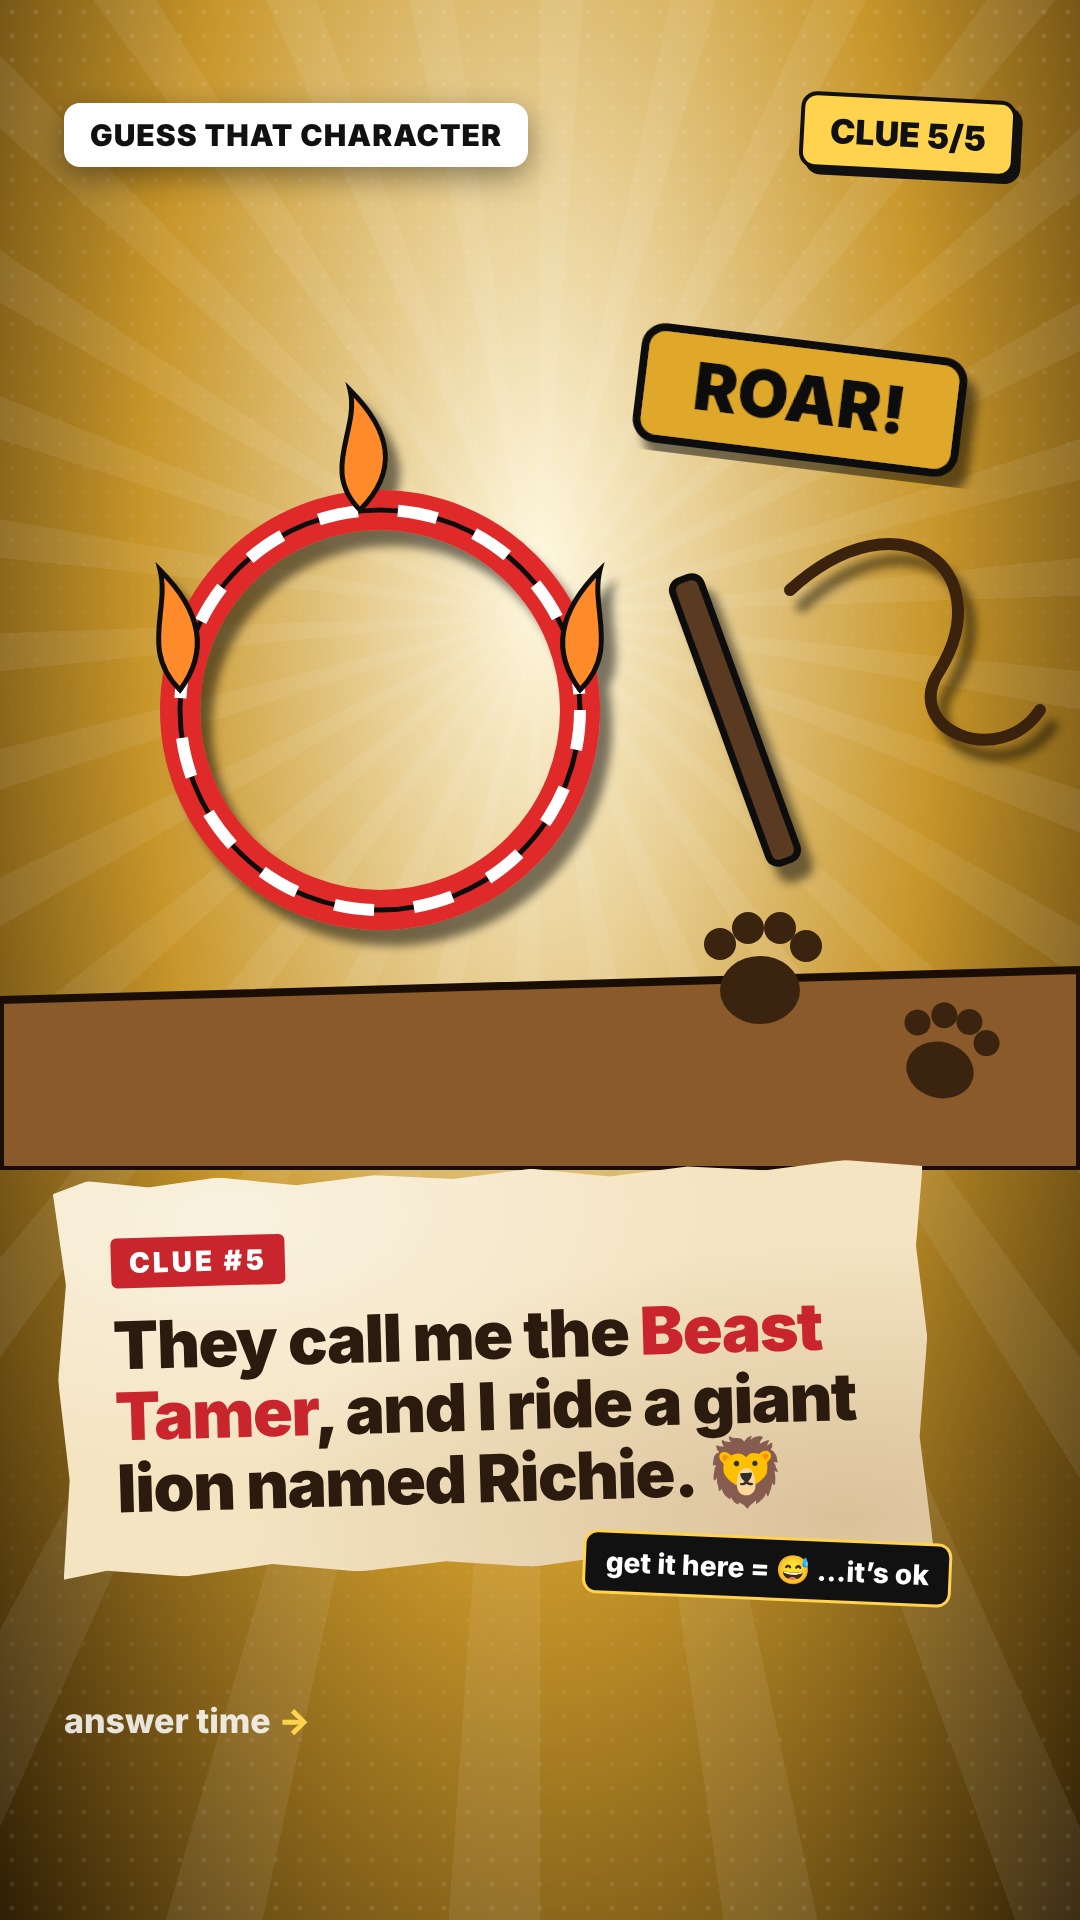 GUESS THAT CHARACTER
CLUE 5/5
ROAR!
CLUE #5
They call me the Beast
Tamer, and I ride a giant
lion named Richie. 🦁
get it here = 😅 ...it's ok
answer time →